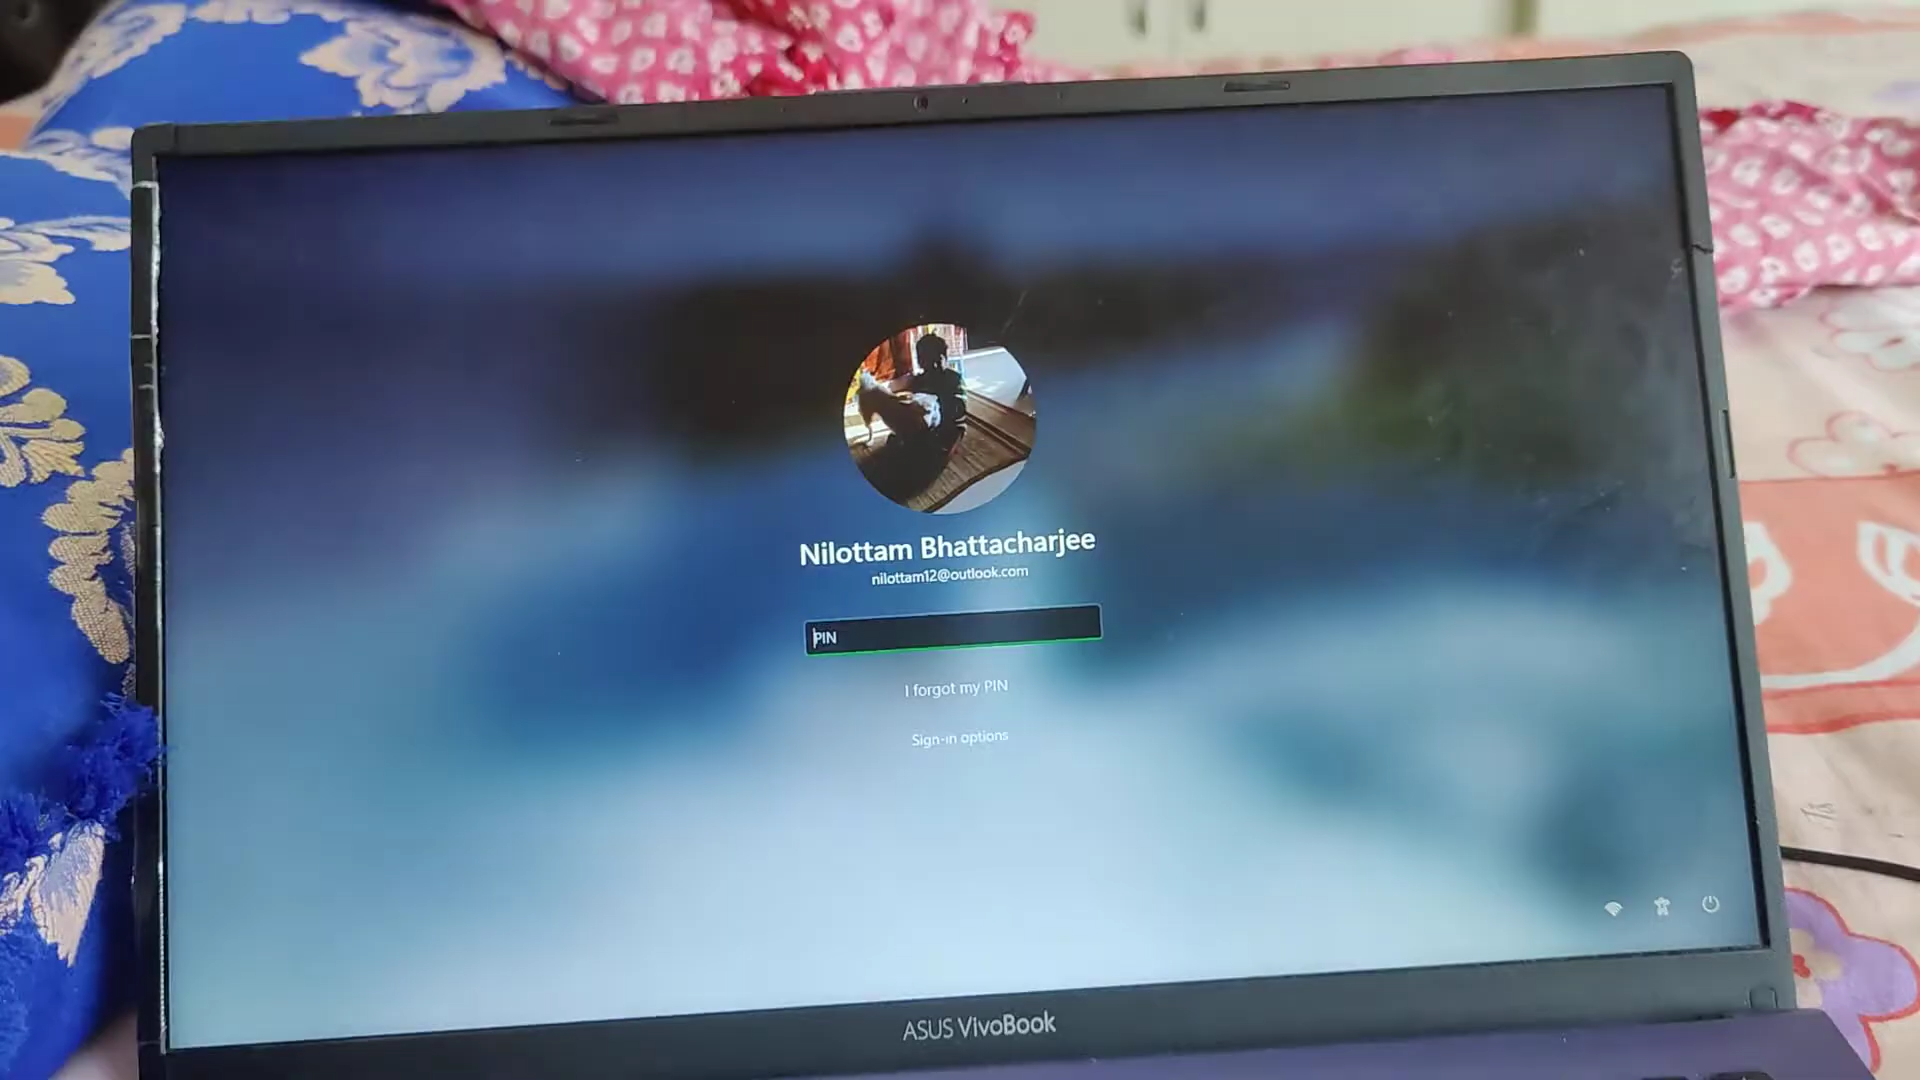 Nilottam Bhattacharjee
nilottam12@outlook.com
PIN
I forgot my PIN
Sign-in options
ASUS VivoBook